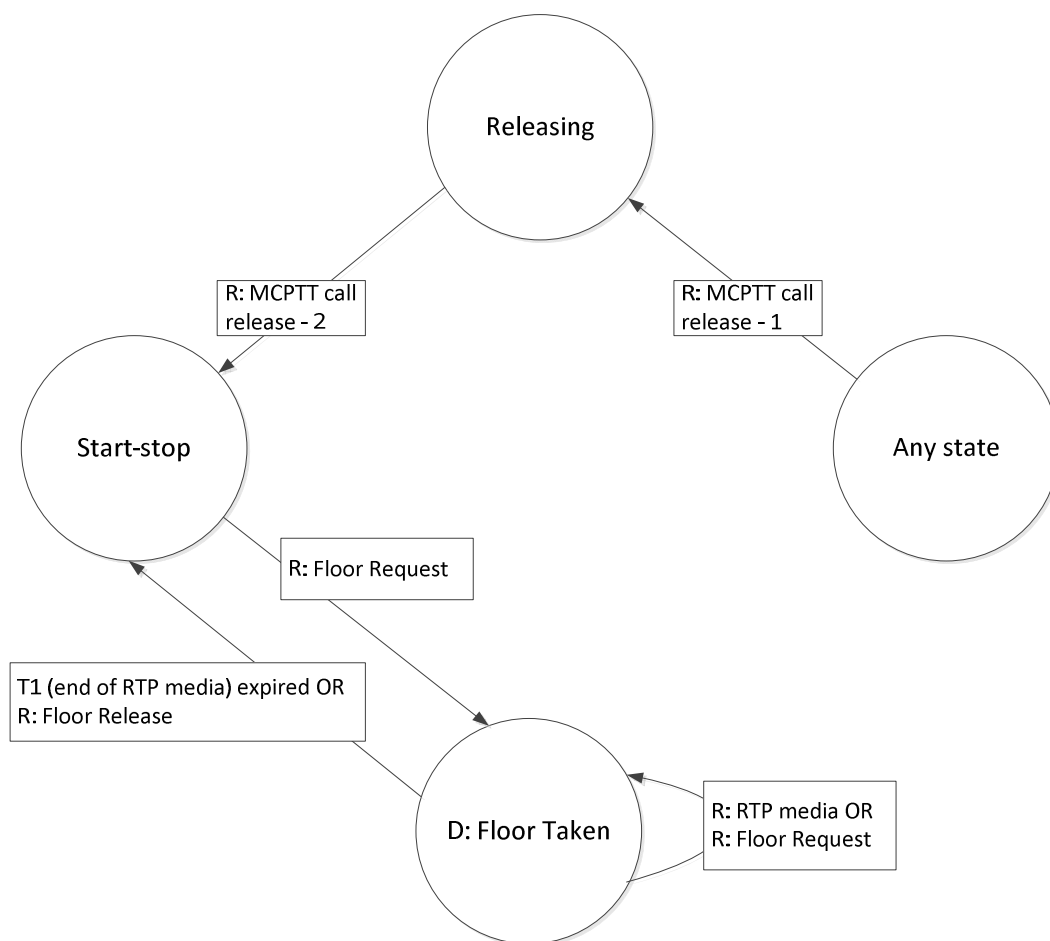 Releasing
R: MCPTT call
release - 2
R: MCPTT call
release - 1
Start-stop
Any state
R: Floor Request
T1 (end of RTP media) expired OR
R: Floor Release
D: Floor Taken
R: RTP media OR
R: Floor Request